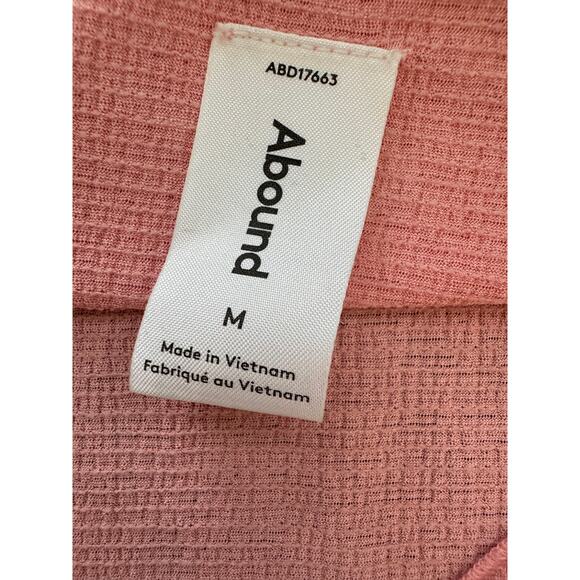 ABD17663
Abound
M
Made in Vietnam
Fabriqué au Vietnam